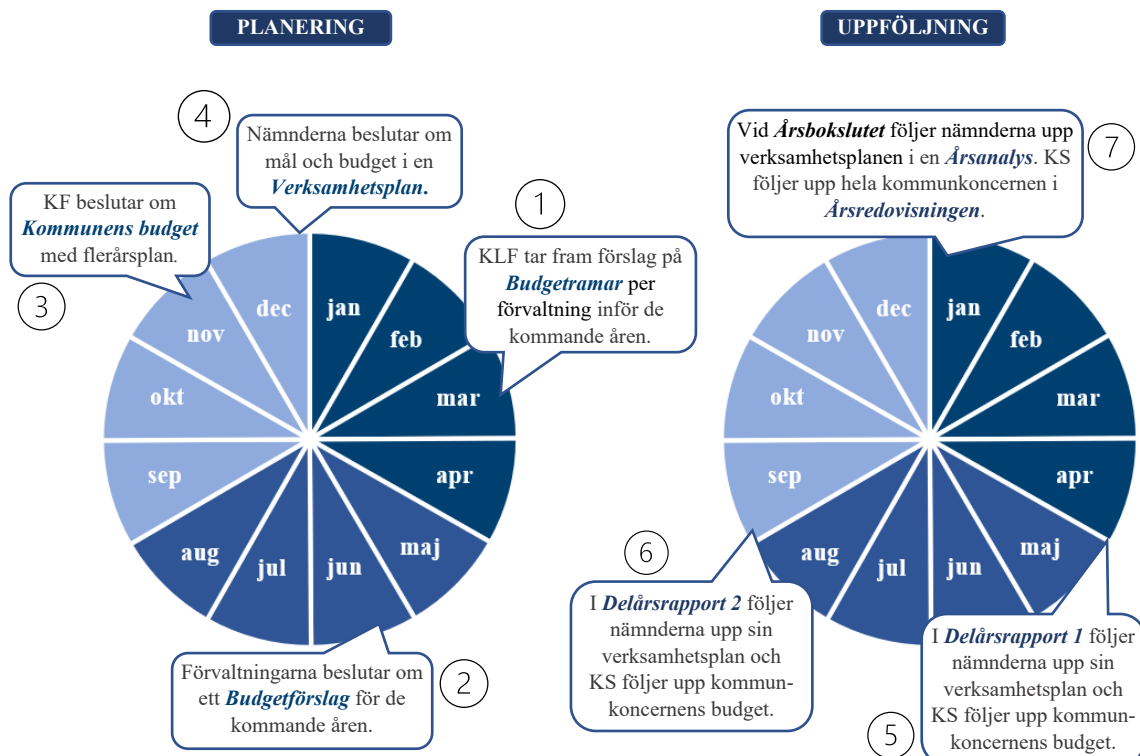 PLANERING
4
Nämnderna beslutar om
mål och budget i en
Verksamhetsplan.
KF beslutar om
Kommunens budget
med flerårsplan.
3
1
KLF tar fram förslag på
Budgetramar per
förvaltning inför de
kommande åren.
jan
feb
mar
apr
maj
jun
jul
aug
sep
okt
nov
dec
Förvaltningarna beslutar om
ett Budgetförslag för de
kommande åren.
2
UPPFÖLJNING
Vid Årsbokslutet följer nämnderna upp
verksamhetsplanen i en Årsanalys. KS
följer upp hela kommunkoncernen i
Årsredovisningen.
7
jan
feb
mar
apr
maj
jun
jul
aug
sep
okt
nov
dec
6
I Delårsrapport 2 följer
nämnderna upp sin
verksamhetsplan och
KS följer upp kommun-
koncernens budget.
I Delårsrapport 1 följer
nämnderna upp sin
verksamhetsplan och
KS följer upp kommun-
koncernens budget.
5